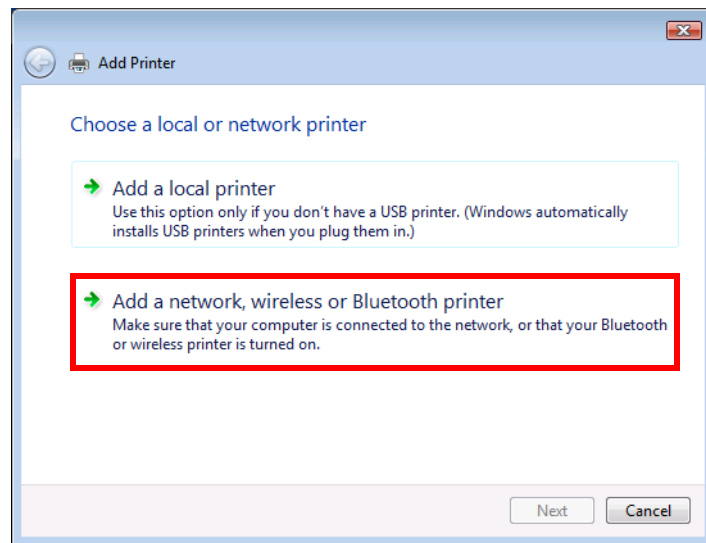 Add Printer
Choose a local or network printer
Add a local printer
Use this option only if you don't have a USB printer. (Windows automatically
installs USB printers when you plug them in.)
Add a network, wireless or Bluetooth printer
Make sure that your computer is connected to the network, or that your Bluetooth
or wireless printer is turned on.
Next
Cancel